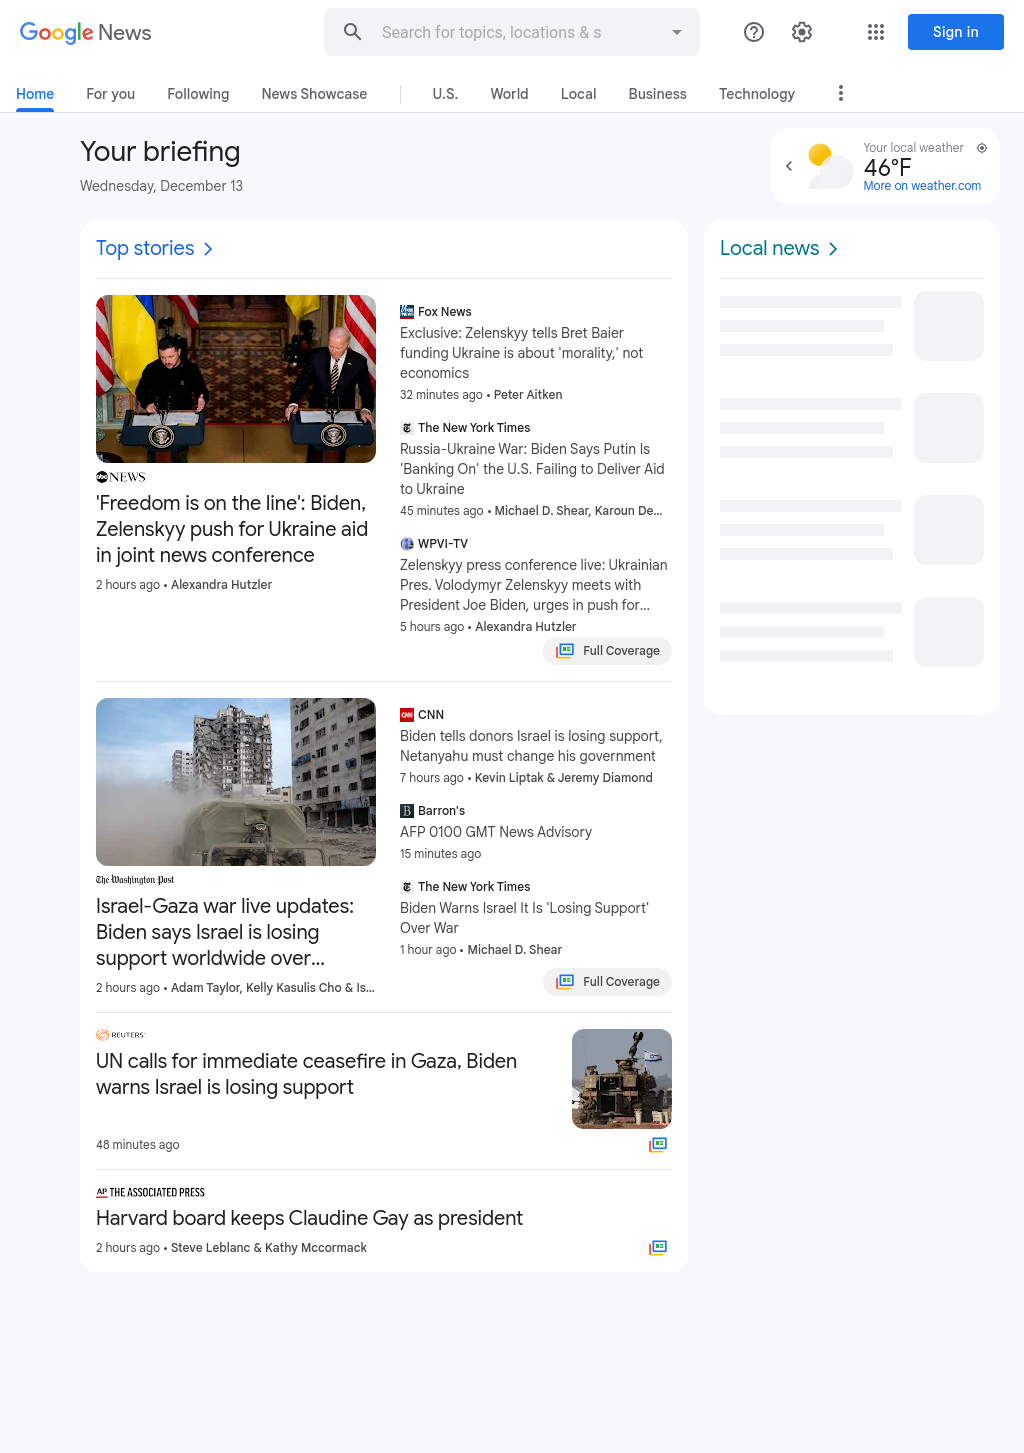 Google News
Search for topics, locations & s
Sign in
Home
For you
Following
News Showcase
U.S.
World
Local
Business
Technology
Your briefing
Wednesday, December 13
Your local weather
46°F
More on weather.com
Top stories
abc NEWS
'Freedom is on the line': Biden,
Zelenskyy push for Ukraine aid
in joint news conference
2 hours ago • Alexandra Hutzler
Fox News
Exclusive: Zelenskyy tells Bret Baier
funding Ukraine is about 'morality,' not
economics
32 minutes ago • Peter Aitken
The New York Times
Russia-Ukraine War: Biden Says Putin Is
'Banking On' the U.S. Failing to Deliver Aid
to Ukraine
45 minutes ago • Michael D. Shear, Karoun De...
WPVI-TV
Zelenskyy press conference live: Ukrainian
Pres. Volodymyr Zelenskyy meets with
President Joe Biden, urges in push for...
5 hours ago • Alexandra Hutzler
Full Coverage
The Washington Post
Israel-Gaza war live updates:
Biden says Israel is losing
support worldwide over...
2 hours ago • Adam Taylor, Kelly Kasulis Cho & Is...
CNN
CNN
Biden tells donors Israel is losing support,
Netanyahu must change his government
7 hours ago • Kevin Liptak & Jeremy Diamond
B
Barron's
AFP 0100 GMT News Advisory
15 minutes ago
The New York Times
Biden Warns Israel It Is 'Losing Support'
Over War
1 hour ago • Michael D. Shear
Full Coverage
REUTERS
UN calls for immediate ceasefire in Gaza, Biden
warns Israel is losing support
48 minutes ago
AP THE ASSOCIATED PRESS
Harvard board keeps Claudine Gay as president
2 hours ago • Steve Leblanc & Kathy Mccormack
Local news